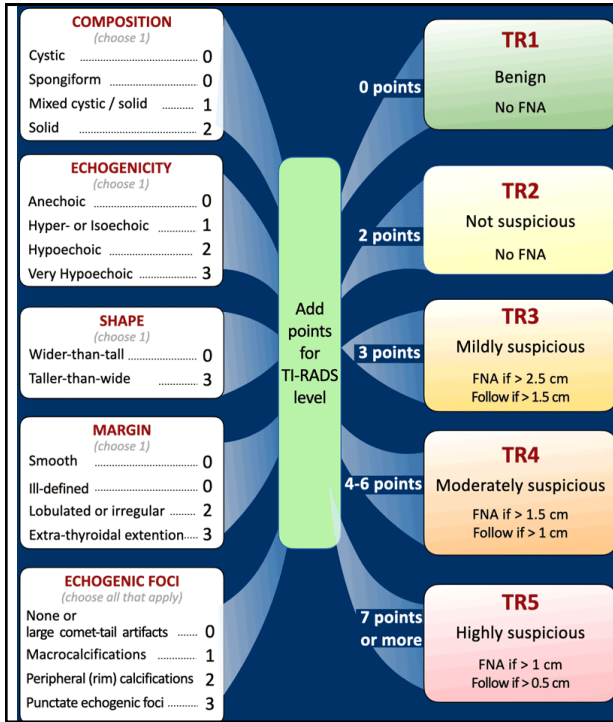 COMPOSITION
(choose 1)
Cystic ..................... 0
Spongiform ............... 0
Mixed cystic / solid ....... 1
Solid ...................... 2
ECHOGENICITY
(choose 1)
Anechoic ......................... 0
Hyper- or Isoechoic ........... 1
Hypoechoic .................... 2
Very Hypoechoic .............. 3
SHAPE
(choose 1)
Wider-than-tall ............. 0
Taller-than-wide ........... 3
MARGIN
(choose 1)
Smooth ....................... 0
Ill-defined .................... 0
Lobulated or irregular ....... 2
Extra-thyroidal extention..... 3
ECHOGENIC FOCI
(choose all that apply)
None or
large comet-tail artifacts ..... 0
Macrocalcifications ............ 1
Peripheral (rim) calcifications 2
Punctate echogenic foci ..... 3
Add
points
for
TI-RADS
level
0 points
2 points
3 points
4-6 points
7 points
or more
TR1
Benign
No FNA
TR2
Not suspicious
No FNA
TR3
Mildly suspicious
FNA if > 2.5 cm
Follow if > 1.5 cm
TR4
Moderately suspicious
FNA if > 1.5 cm
Follow if > 1 cm
TR5
Highly suspicious
FNA if > 1 cm
Follow if > 0.5 cm